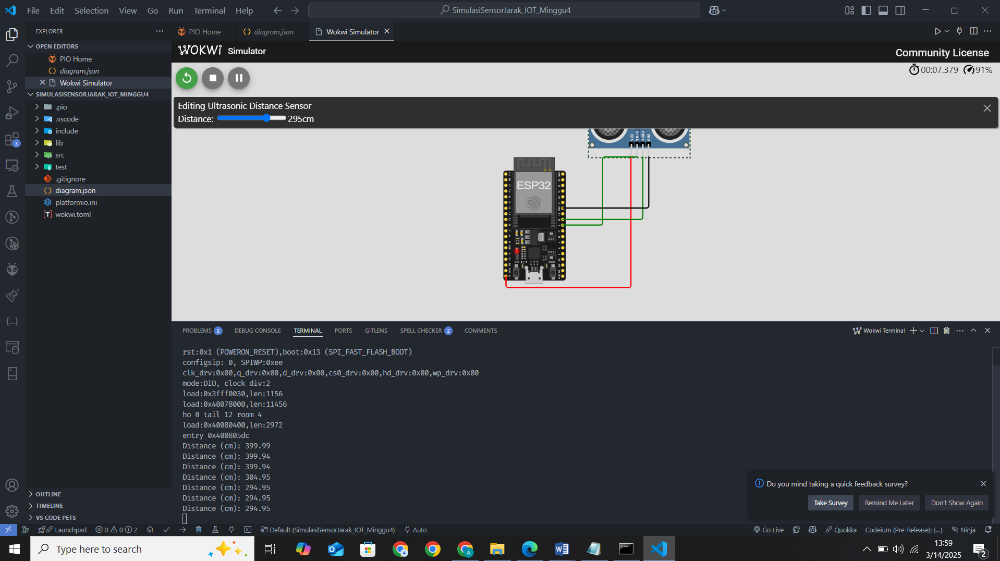 File Edit Selection View Go Run Terminal Help
SimulasiSensorJarak_IOT_Minggu4
EXPLORER
PIO Home
diagram.json
Wokwi Simulator
OPEN EDITORS
PIO Home
diagram.json
Wokwi Simulator
SIMULASISENSORJARAK_IOT_MINGGU4
.pio
.vscode
include
lib
src
test
.gitignore
diagram.json
platformio.ini
wokwi.toml
OUTLINE
TIMELINE
VS CODE PETS
3
WOKWi Simulator
Community License
00:07.379 91%
Editing Ultrasonic Distance Sensor
Distance: 295cm
VCC TRIG ECHO GND
ESP32
EN Boot
PROBLEMS 2 DEBUG CONSOLE TERMINAL PORTS GITLENS SPELL CHECKER 2 COMMENTS
Wokwi Terminal
rst:0x1 (POWERON_RESET),boot:0x13 (SPI_FAST_FLASH_BOOT)
configsip: 0, SPIWP:0xee
clk_drv:0x00,q_drv:0x00,d_drv:0x00,cs0_drv:0x00,hd_drv:0x00,wp_drv:0x00
mode:DIO, clock div:2
load:0x3fff0030,len:1156
load:0x40078000,len:11456
ho 0 tail 12 room 4
load:0x40080400,len:2972
entry 0x400805dc
Distance (cm): 399.99
Distance (cm): 399.94
Distance (cm): 399.94
Distance (cm): 304.95
Distance (cm): 294.95
Distance (cm): 294.95
Distance (cm): 294.95
Do you mind taking a quick feedback survey?
Take Survey Remind Me Later Don't Show Again
Launchpad 0 0 2 Default (SimulasiSensorJarak_IOT_Minggu4) Auto
Go Live Quokka Codeium (Pre-Release): {...} Ninja
Type here to search
13:59
3/14/2025
2